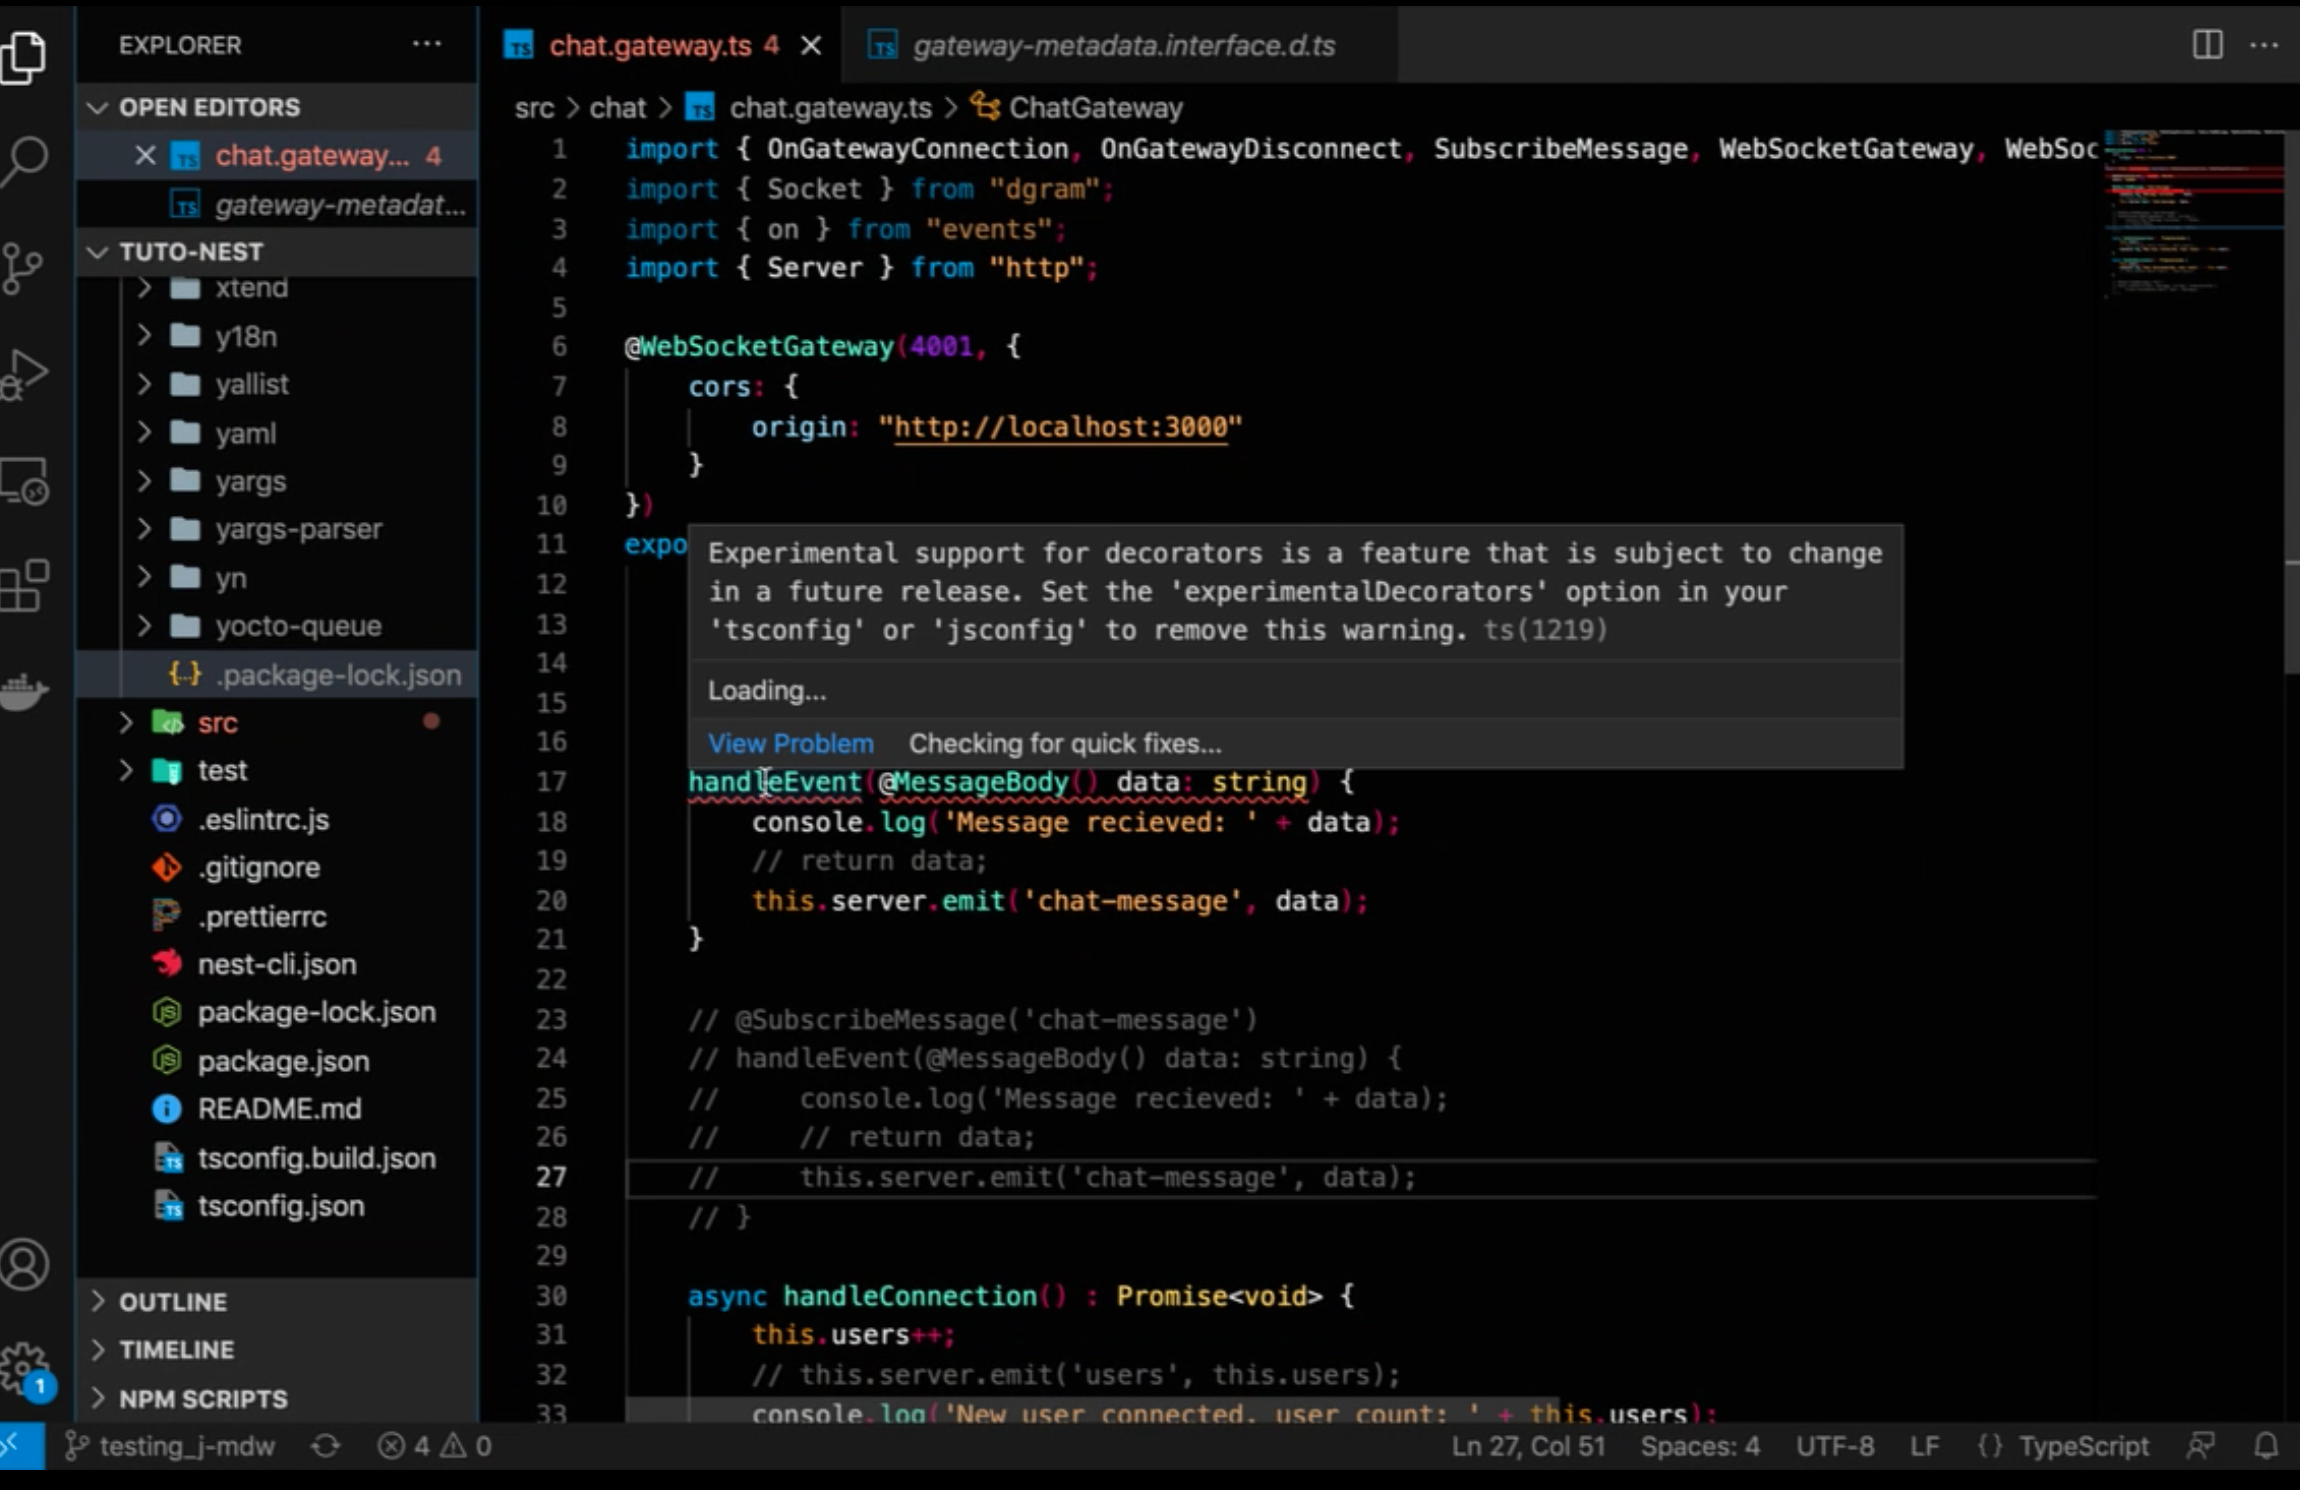 EXPLORER
OPEN EDITORS
chat.gateway... 4
gateway-metadat...
TUTO-NEST
xtend
y18n
yallist
yaml
yargs
yargs-parser
yn
yocto-queue
{..} .package-lock.json
src
test
.eslintrc.js
.gitignore
.prettierrc
nest-cli.json
package-lock.json
package.json
README.md
tsconfig.build.json
tsconfig.json
OUTLINE
TIMELINE
NPM SCRIPTS
1
chat.gateway.ts 4
gateway-metadata.interface.d.ts
src > chat > TS chat.gateway.ts > ChatGateway
1 import { OnGatewayConnection, OnGatewayDisconnect, SubscribeMessage, WebSocketGateway, WebSoc
2 import { Socket } from "dgram";
3 import { on } from "events";
4 import { Server } from "http";
5
6 @WebSocketGateway(4001, {
7 cors: {
8 origin: "http://localhost:3000"
9 }
10 })
11 expo
Experimental support for decorators is a feature that is subject to change
in a future release. Set the 'experimentalDecorators' option in your
'tsconfig' or 'jsconfig' to remove this warning. ts(1219)
12
13
14
Loading...
15
16
View Problem Checking for quick fixes...
17 handleEvent(@MessageBody() data: string) {
18 console.log('Message recieved: ' + data);
19 // return data;
20 this.server.emit('chat-message', data);
21 }
22
23 // @SubscribeMessage('chat-message')
24 // handleEvent(@MessageBody() data: string) {
25 // console.log('Message recieved: ' + data);
26 // // return data;
27 // this.server.emit('chat-message', data);
28 // }
29
30 async handleConnection() : Promise<void> {
31 this.users++;
32 // this.server.emit('users', this.users);
33 console.log('New user connected, user count: ' + this.users);
testing_j-mdw 4 0 Ln 27, Col 51 Spaces: 4 UTF-8 LF {} TypeScript